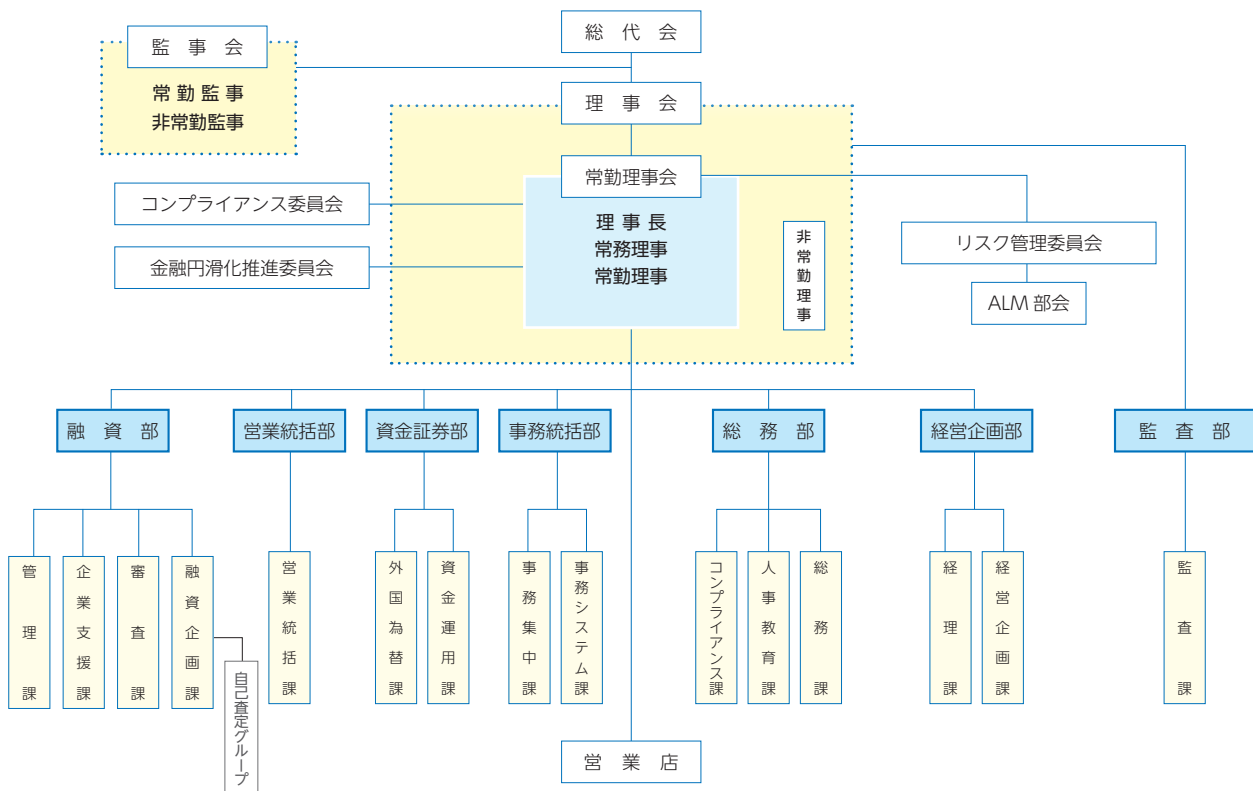 総代会
監事会
常勤監事
非常勤監事
理事会
常勤理事会
理事長
常務理事
常勤理事
非常勤理事
コンプライアンス委員会
金融円滑化推進委員会
リスク管理委員会
ALM部会
融資部
営業統括部
資金証券部
事務統括部
総務部
経営企画部
監査部
管理課
企業支援課
審査課
融資企画課
自己査定グループ
営業統括課
外国為替課
資金運用課
事務集中課
事務システム課
コンプライアンス課
人事教育課
総務課
経理課
経営企画課
監査課
営業店